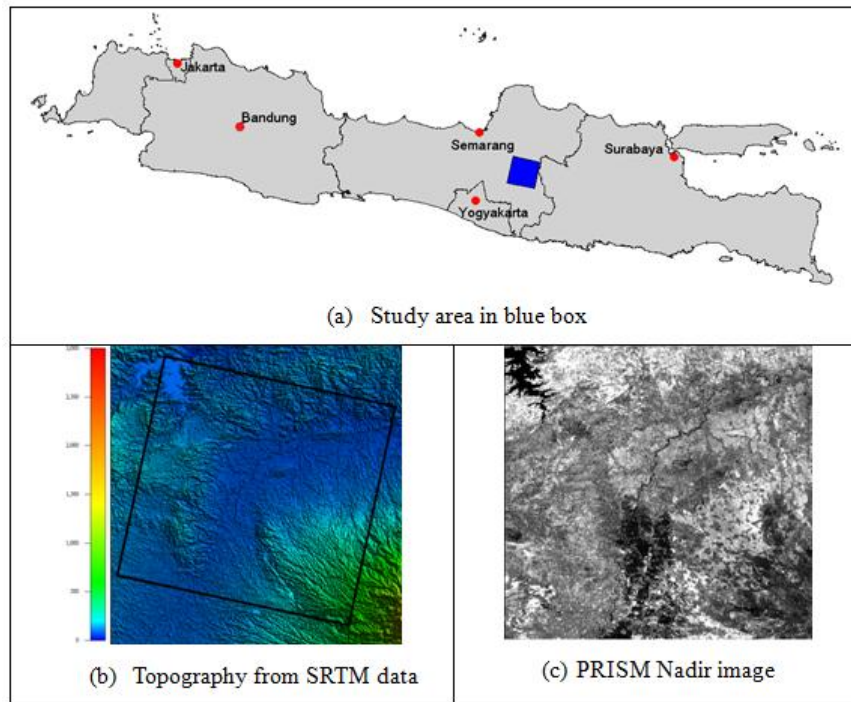 Jakarta
Bandung
Semarang
Surabaya
Yogyakarta
(a) Study area in blue box
(b) Topography from SRTM data
(c) PRISM Nadir image